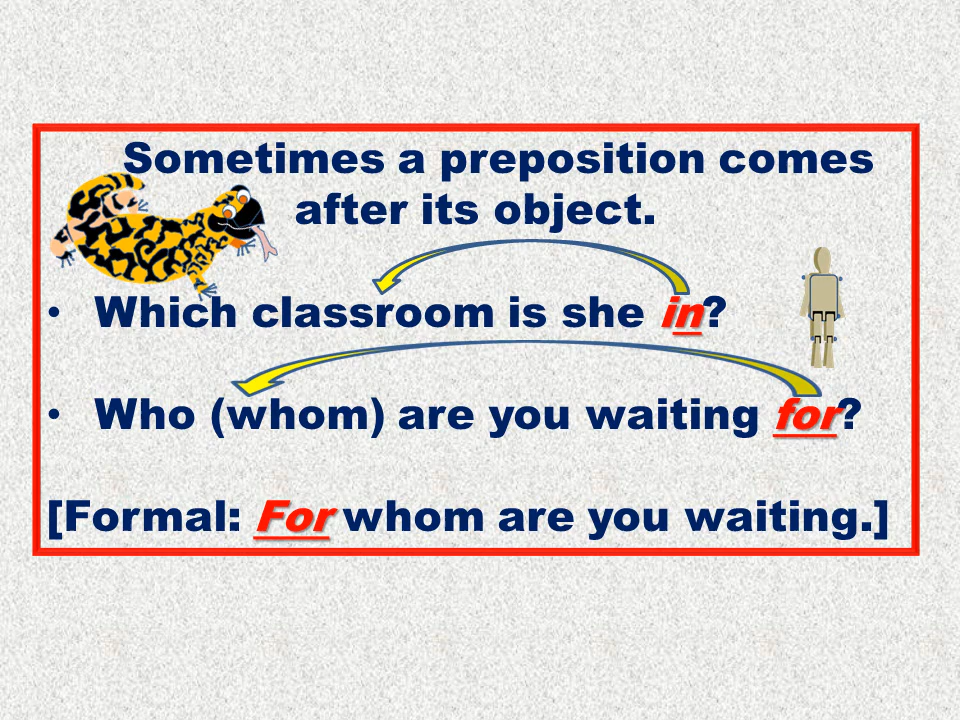 Sometimes a preposition comes
after its object.
• Which classroom is she in?
• Who (whom) are you waiting for?
[Formal: For whom are you waiting.]